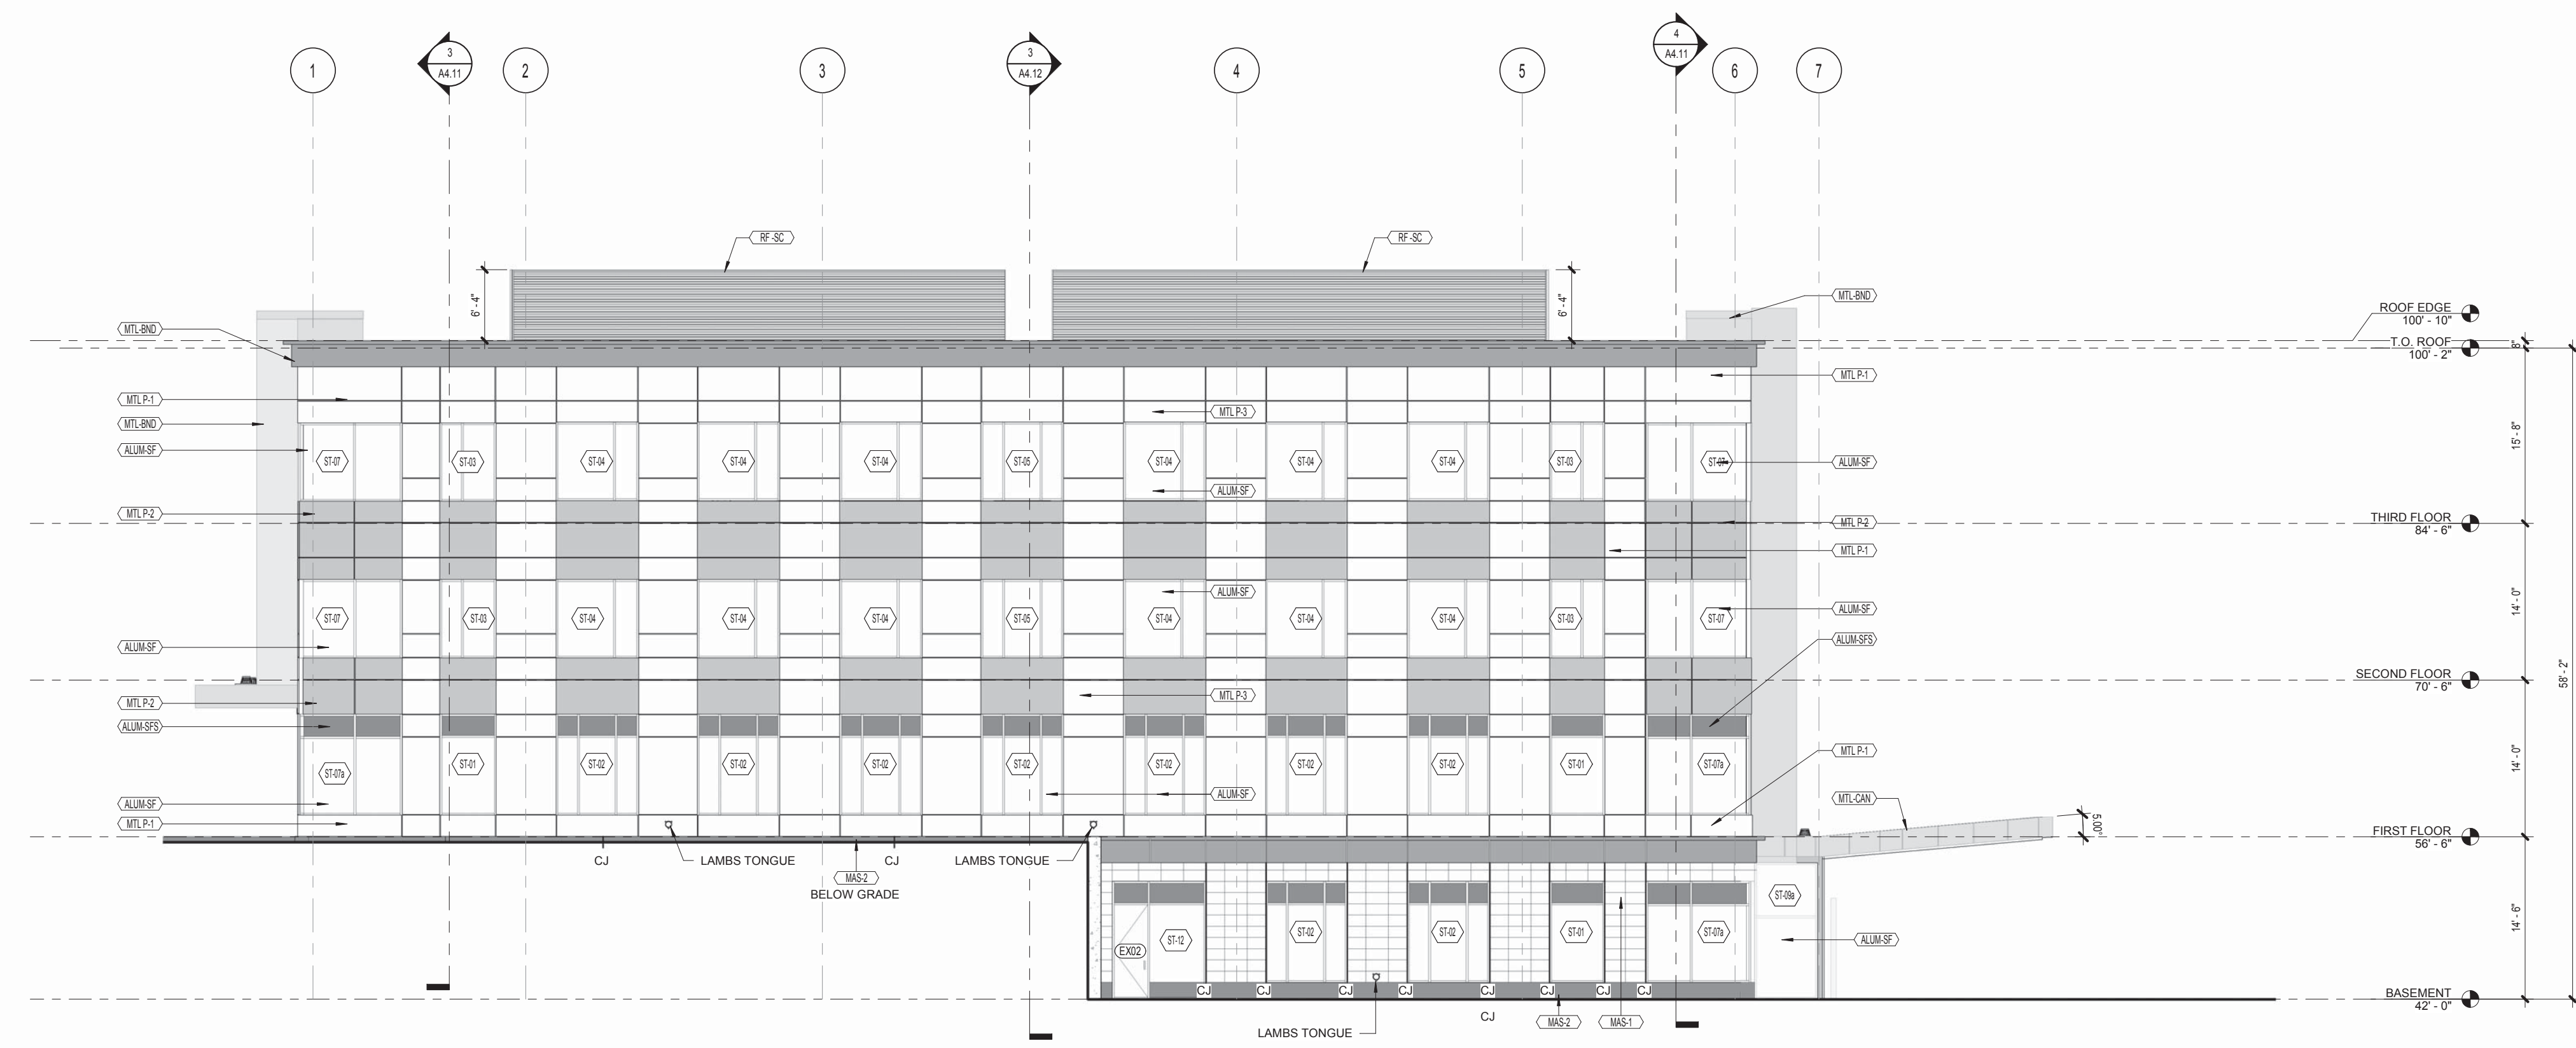 1
3
A4.11
2
3
3
A4.12
4
5
4
A4.11
6
7
RF -SC
RF -SC
6' - 4"
6' - 4"
MTL-BND
MTL-BND
ROOF EDGE
100' - 10"
T.O. ROOF
100' - 2"
8"
MTL P-1
MTL P-1
MTL P-3
MTL-BND
ALUM-SF
ST-07
ST-03
ST-04
ST-04
ST-04
ST-05
ST-04
ST-04
ST-04
ST-03
ST-07
ALUM-SF
15' - 8"
ALUM-SF
MTL P-2
MTL P-2
THIRD FLOOR
84' - 6"
MTL P-1
ALUM-SF
ST-07
ST-03
ST-04
ST-04
ST-04
ST-05
ST-04
ST-04
ST-04
ST-03
ST-07
ALUM-SF
14' - 0"
ALUM-SF
ALUM-SFS
SECOND FLOOR
70' - 6"
58' - 2"
MTL P-2
MTL P-3
ALUM-SFS
MTL P-1
ST-07a
ST-01
ST-02
ST-02
ST-02
ST-02
ST-02
ST-02
ST-02
ST-01
ST-07a
14' - 0"
ALUM-SF
ALUM-SF
MTL-CAN
MTL P-1
5.00°
FIRST FLOOR
56' - 6"
CJ
LAMBS TONGUE
CJ
LAMBS TONGUE
MAS-2
BELOW GRADE
ST-09a
EX02
ST-12
ST-02
ST-02
ST-01
ST-07a
ALUM-SF
14' - 6"
CJ
CJ
CJ
CJ
CJ
CJ
CJ
CJ
BASEMENT
42' - 0"
CJ
MAS-2
MAS-1
LAMBS TONGUE